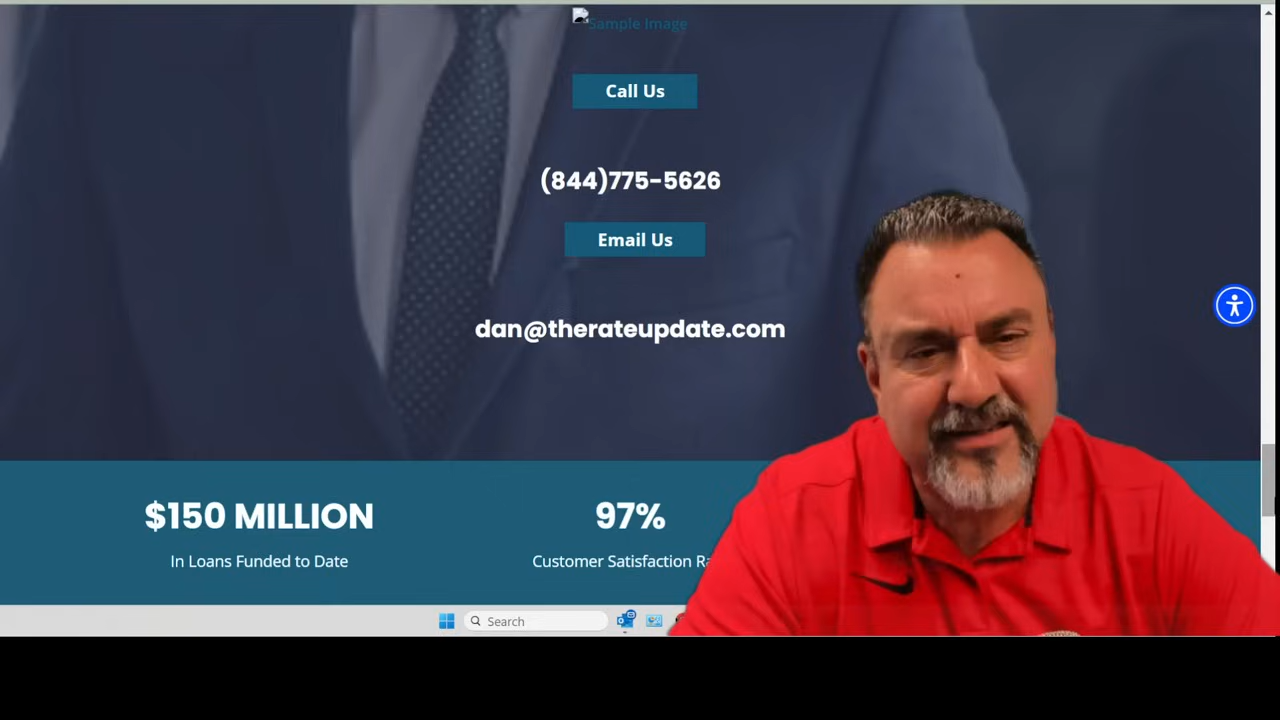 Sample Image
Call Us
(844)775-5626
Email Us
dan@therateupdate.com
$150 MILLION
97%
In Loans Funded to Date
Customer Satisfaction
Search